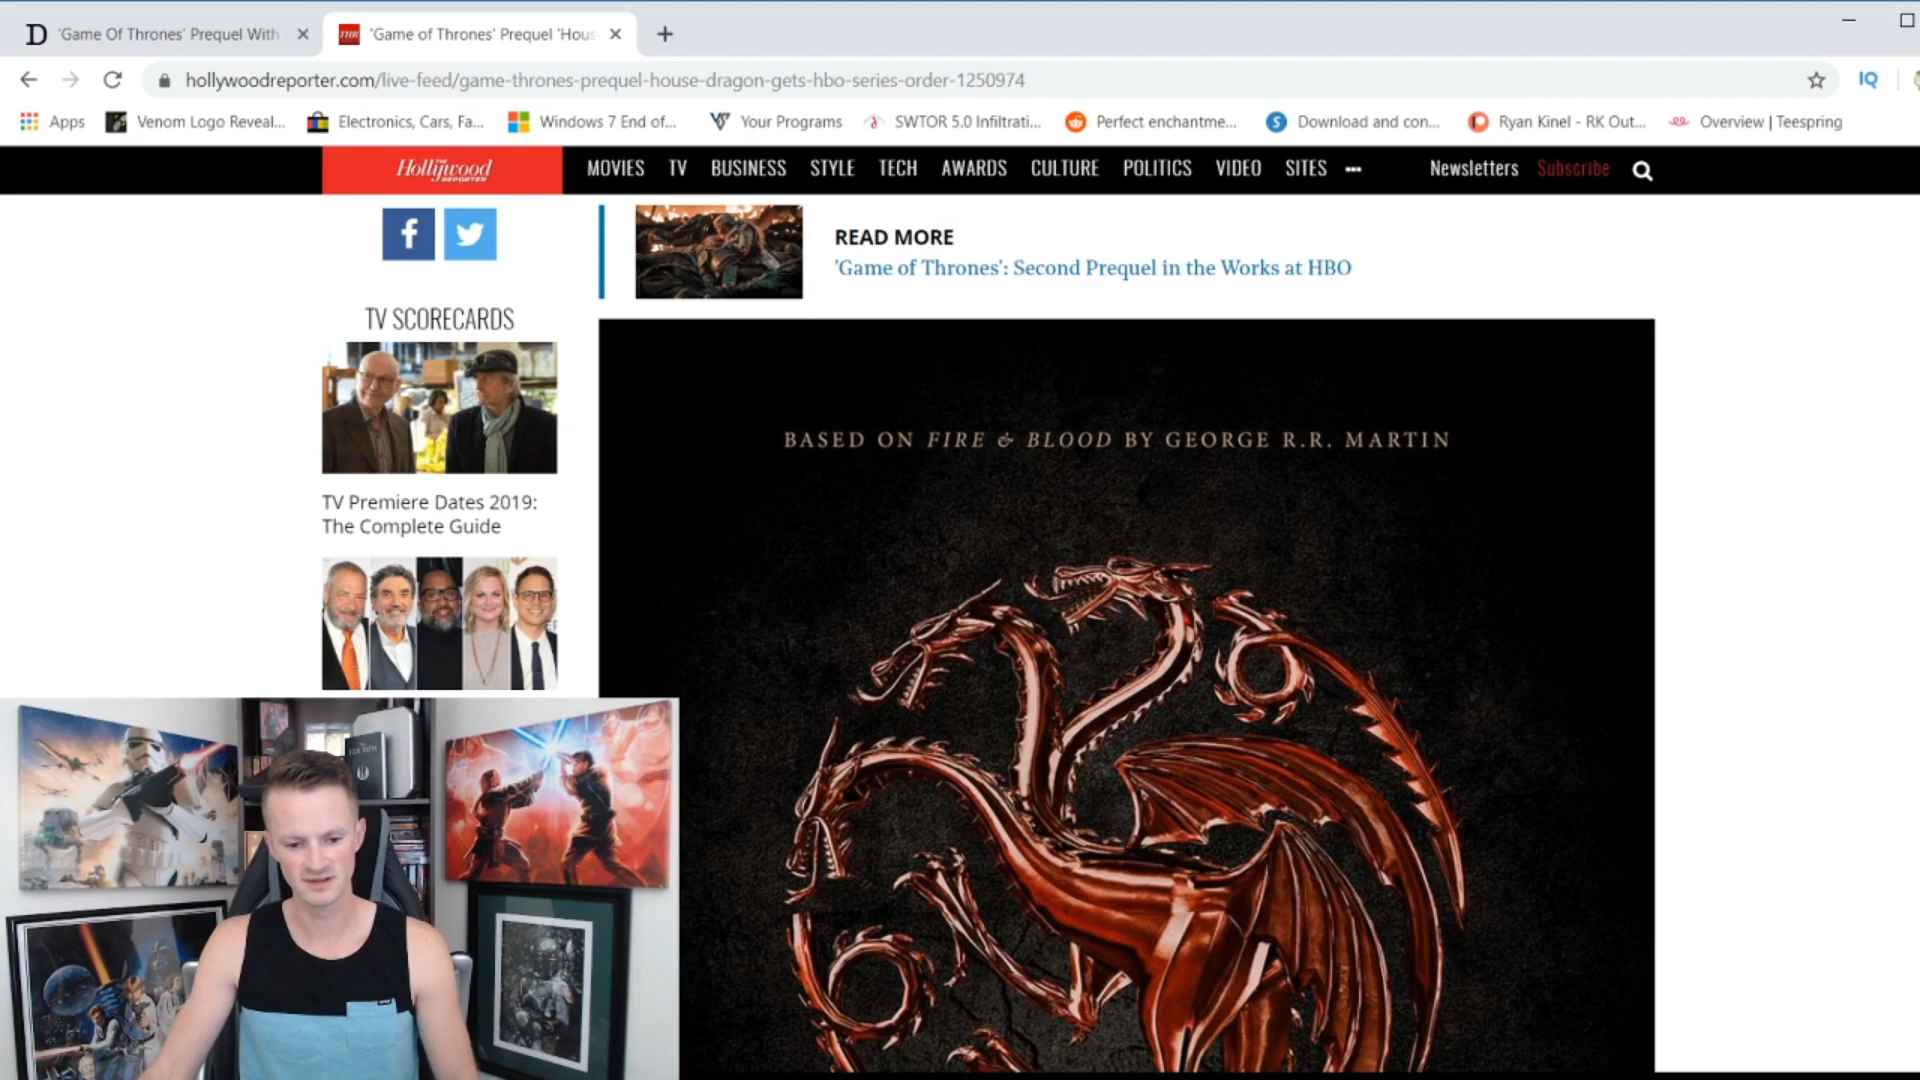 'Game Of Thrones' Prequel With
'Game of Thrones' Prequel 'Hous
hollywoodreporter.com/live-feed/game-thrones-prequel-house-dragon-gets-hbo-series-order-1250974
IQ
Apps
Venom Logo Reveal...
Electronics, Cars, Fa...
Windows 7 End of...
Your Programs
SWTOR 5.0 Infiltrati...
Perfect enchantme...
Download and con...
Ryan Kinel - RK Out...
Overview | Teespring
The Hollywood REPORTER
MOVIES
TV
BUSINESS
STYLE
TECH
AWARDS
CULTURE
POLITICS
VIDEO
SITES
Newsletters
Subscribe
READ MORE
'Game of Thrones': Second Prequel in the Works at HBO
TV SCORECARDS
TV Premiere Dates 2019:
The Complete Guide
BASED ON FIRE & BLOOD BY GEORGE R.R. MARTIN